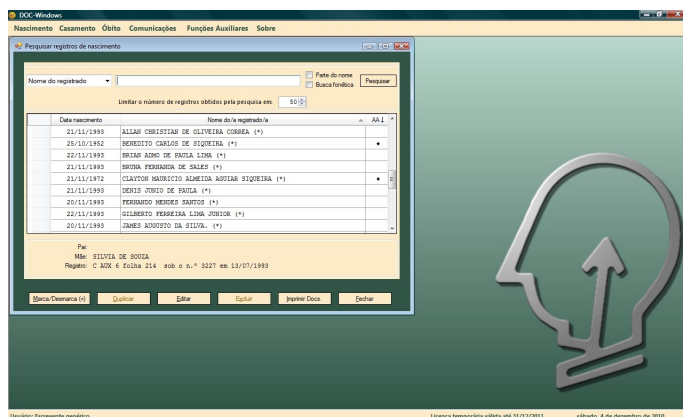 DOC-Windows
Nascimento Casamento Óbito Comunicações Funções Auxiliares Sobre
Pesquisar registros de nascimento
Nome do registrado
Parte do nome
Busca fonética
Pesquisar
Limitar o número de registros obtidos pela pesquisa em: 50
Data nascimento Nome do/a registrado/a AA↓
21/11/1993 ALLAN CHRISTIAN DE OLIVEIRA CORREA (*)
25/10/1952 BENEDITO CARLOS DE SIQUEIRA (*) ♦
22/11/1993 BRIAN ADMO DE PAULA LIMA (*)
21/11/1993 BRUNA FERNANDA DE SALES (*)
21/11/1972 CLAYTON MAURICIO ALMEIDA AGUIAR SIQUEIRA (*) ♦
21/11/1993 DENIS JUNIO DE PAULA (*)
20/11/1993 FERNANDO MENDES SANTOS (*)
22/11/1993 GILBERTO FERREIRA LIMA JUNIOR (*)
20/11/1993 JAMES AUGUSTO DA SILVA. (*)
Pai:
Mãe: SILVIA DE SOUZA
Registro: C AUX 6 folha 214 sob o n.º 3227 em 13/07/1993
Marca/Desmarca (+) Duplicar Editar Excluir Imprimir Docs. Fechar
Usuário: Escrevente genérico Licença temporária válida até 31/12/2011 sábado, 4 de dezembro de 2010